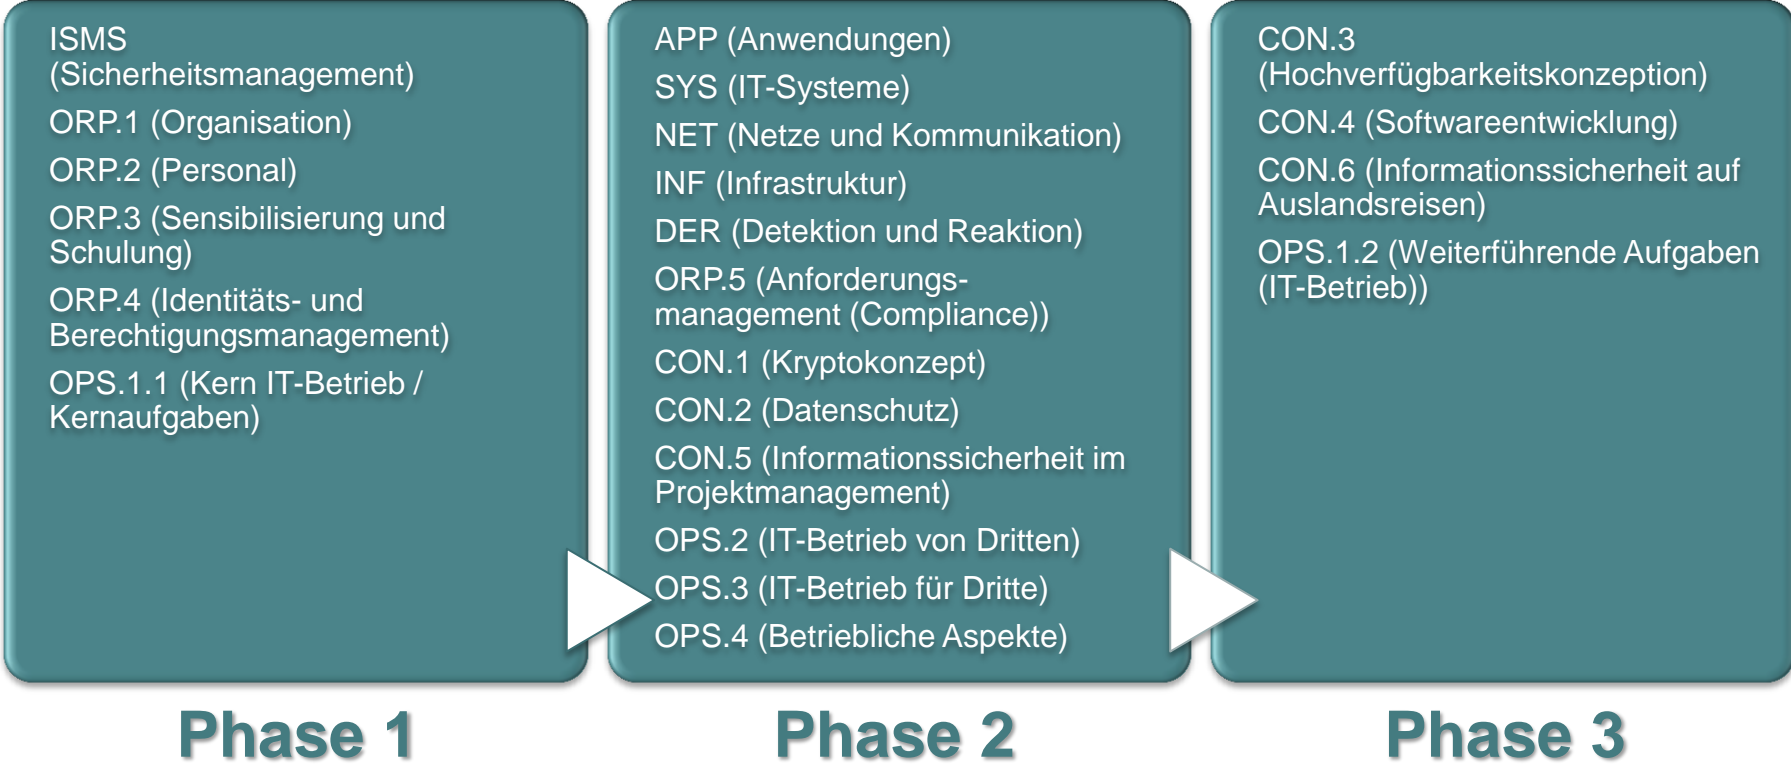 ISMS
(Sicherheitsmanagement)
ORP.1 (Organisation)
ORP.2 (Personal)
ORP.3 (Sensibilisierung und
Schulung)
ORP.4 (Identitäts- und
Berechtigungsmanagement)
OPS.1.1 (Kern IT-Betrieb /
Kernaufgaben)
Phase 1
APP (Anwendungen)
SYS (IT-Systeme)
NET (Netze und Kommunikation)
INF (Infrastruktur)
DER (Detektion und Reaktion)
ORP.5 (Anforderungs-
management (Compliance))
CON.1 (Kryptokonzept)
CON.2 (Datenschutz)
CON.5 (Informationssicherheit im
Projektmanagement)
OPS.2 (IT-Betrieb von Dritten)
OPS.3 (IT-Betrieb für Dritte)
OPS.4 (Betriebliche Aspekte)
Phase 2
CON.3
(Hochverfügbarkeitskonzeption)
CON.4 (Softwareentwicklung)
CON.6 (Informationssicherheit auf
Auslandsreisen)
OPS.1.2 (Weiterführende Aufgaben
(IT-Betrieb))
Phase 3